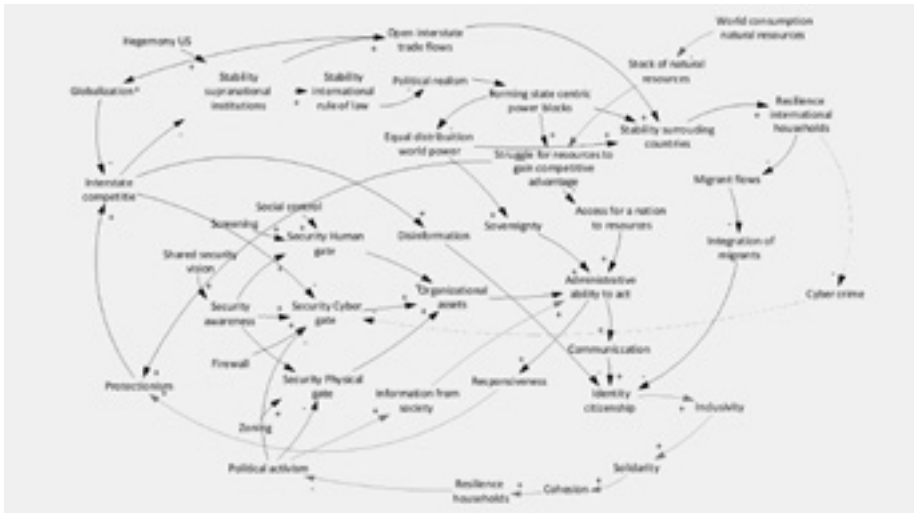 World consumption
natural resources
Open interstate
trade flows
Hegemony US
Stock of natural
resources
Globalization
Stability
supranational
institutions
Stability
international
rule of law
Political realism
Forming state centric
power blocks
Resilience
international
households
Equal distribuition
world power
Stability surrouding
countries
Struggle for resources to
gain competitive
advantage
Interstate
competitie
Migrant flows
Social control
Screening
Security Human
gate
Disinformation
Sovereignty
Access for a nation
to resources
Integration of
migrants
Shared security
vision
Security
awareness
Security Cyber
gate
Organizational
assets
Administrative
ability to act
Cyber crime
Firewall
Communiccation
Protectionism
Security Physical
gate
Information from
society
Responsiveness
Identity
citizenship
Inclusivity
Zoning
Political activism
Solidarity
Resilience
households
Cohesion